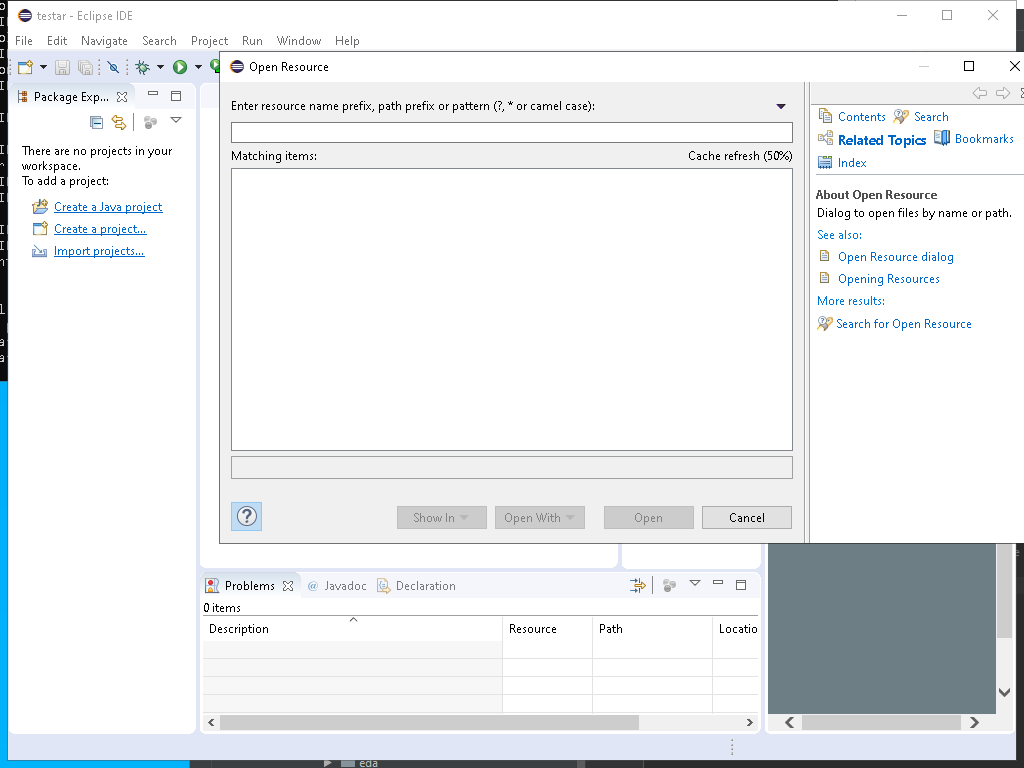 testar - Eclipse IDE
File Edit Navigate Search Project Run Window Help
Package Exp...
There are no projects in your
workspace.
To add a project:
Create a Java project
Create a project...
Import projects...
Open Resource
Enter resource name prefix, path prefix or pattern (?, * or camel case):
Matching items:
Cache refresh (50%)
Show In
Open With
Open
Cancel
Contents
Search
Related Topics
Bookmarks
Index
About Open Resource
Dialog to open files by name or path.
See also:
Open Resource dialog
Opening Resources
More results:
Search for Open Resource
Problems
@ Javadoc
Declaration
0 items
Description
Resource
Path
Locatio
eda